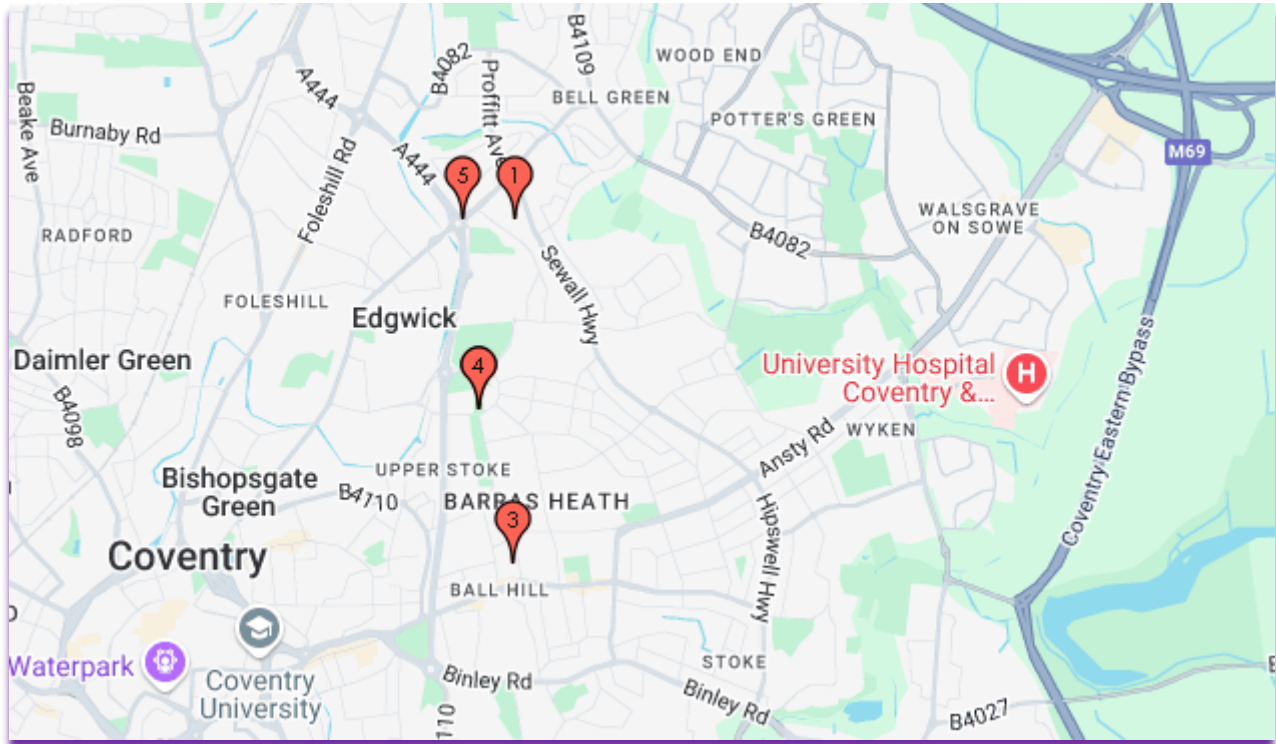 B4109
B4082
Proffitt Ave
WOOD END
A444
BELL GREEN
Beake Ave
Burnaby Rd
POTTER'S GREEN
Foleshill Rd
A444
M69
5
1
WALSGRAVE
ON SOWE
RADFORD
B4082
Sewall Hwy
FOLESHILL
Edgwick
Daimler Green
University Hospital
Coventry &...
H
4
Coventry Eastern Bypass
B4098
WYKEN
Ansty Rd
UPPER STOKE
Bishopsgate
Green
B4110
BARRAS HEATH
Hipswell Hwy
3
Coventry
BALL HILL
Waterpark
STOKE
Coventry
University
Binley Rd
Binley Rd
110
B4027